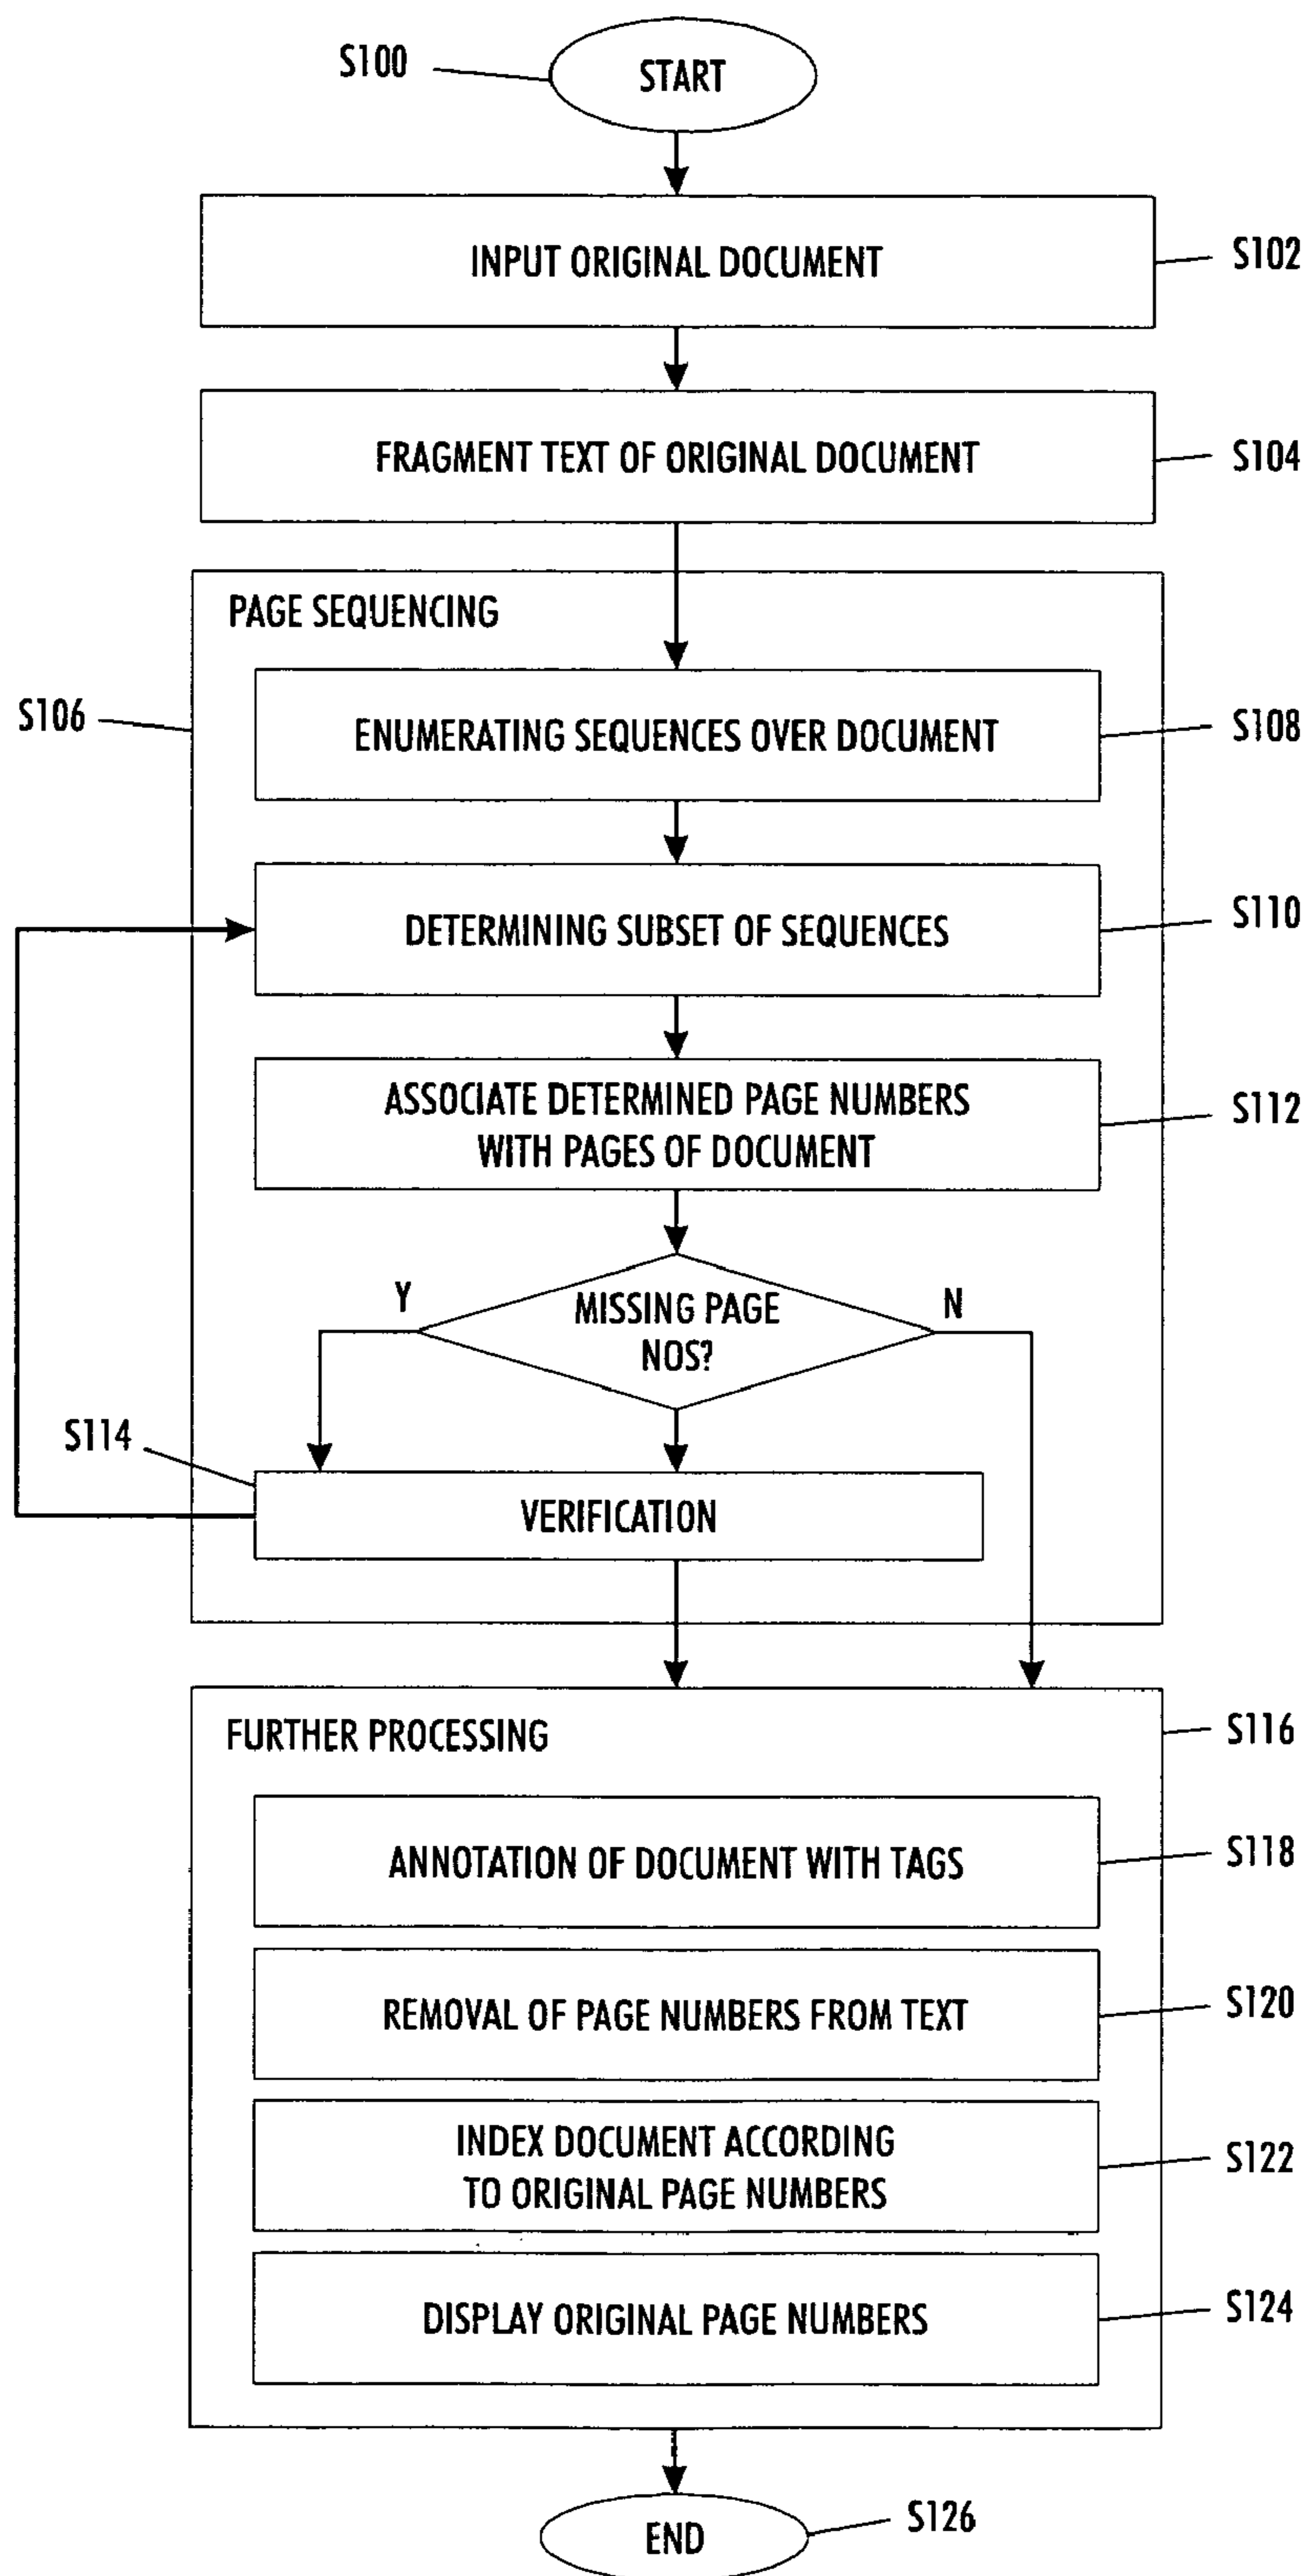 S100
START
INPUT ORIGINAL DOCUMENT
S102
FRAGMENT TEXT OF ORIGINAL DOCUMENT
S104
PAGE SEQUENCING
S106
ENUMERATING SEQUENCES OVER DOCUMENT
S108
DETERMINING SUBSET OF SEQUENCES
S110
ASSOCIATE DETERMINED PAGE NUMBERS
WITH PAGES OF DOCUMENT
S112
Y
MISSING PAGE
NOS?
N
S114
VERIFICATION
FURTHER PROCESSING
S116
ANNOTATION OF DOCUMENT WITH TAGS
S118
REMOVAL OF PAGE NUMBERS FROM TEXT
S120
INDEX DOCUMENT ACCORDING
TO ORIGINAL PAGE NUMBERS
S122
DISPLAY ORIGINAL PAGE NUMBERS
S124
END
S126